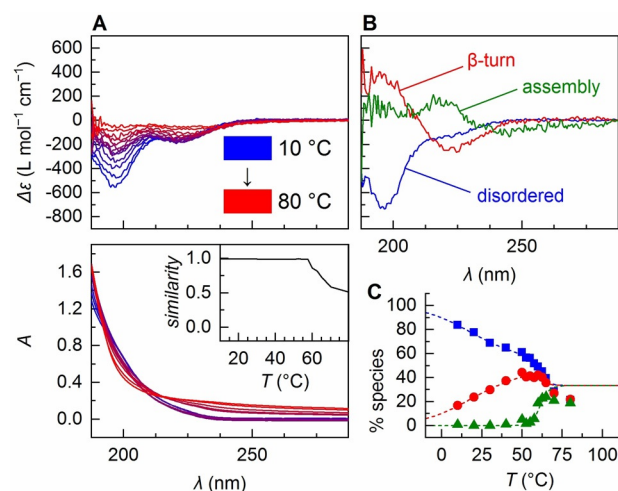 A
600
400
200
0
-200
-400
-600
-800
Δε (L mol⁻¹ cm⁻¹)
10 °C
↓
80 °C
200
250
B
β-turn
assembly
disordered
200
250
λ (nm)
1.6
1.2
0.8
0.4
0.0
A
similarity
1.0
0.5
0.0
20
60
T (°C)
200
250
λ (nm)
C
100
80
60
40
20
0
% species
0
25
50
75
100
T (°C)